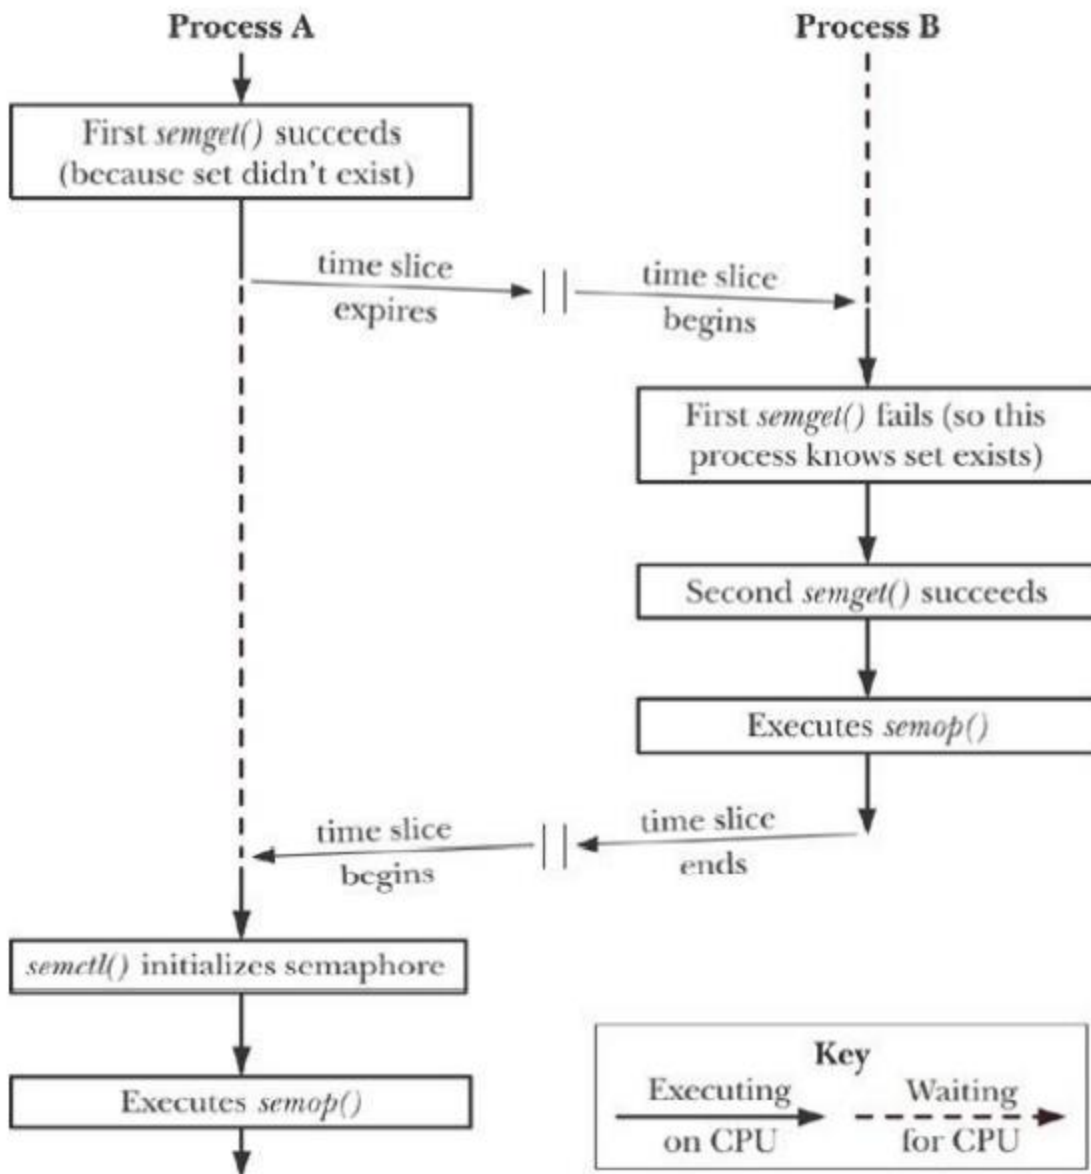 Process A
Process B
First semget() succeeds
(because set didn't exist)
time slice
expires
time slice
begins
First semget() fails (so this
process knows set exists)
Second semget() succeeds
Executes semop()
time slice
ends
time slice
begins
semctl() initializes semaphore
Executes semop()
Key
Executing
on CPU
Waiting
for CPU